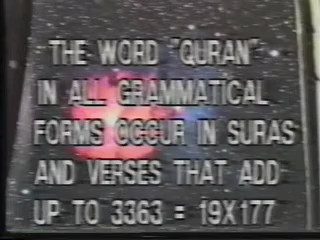 THE WORD "QURAN"
IN ALL GRAMMATICAL
FORMS OCCUR IN SURAS
AND VERSES THAT ADD
UP TO 3363 = 19X177